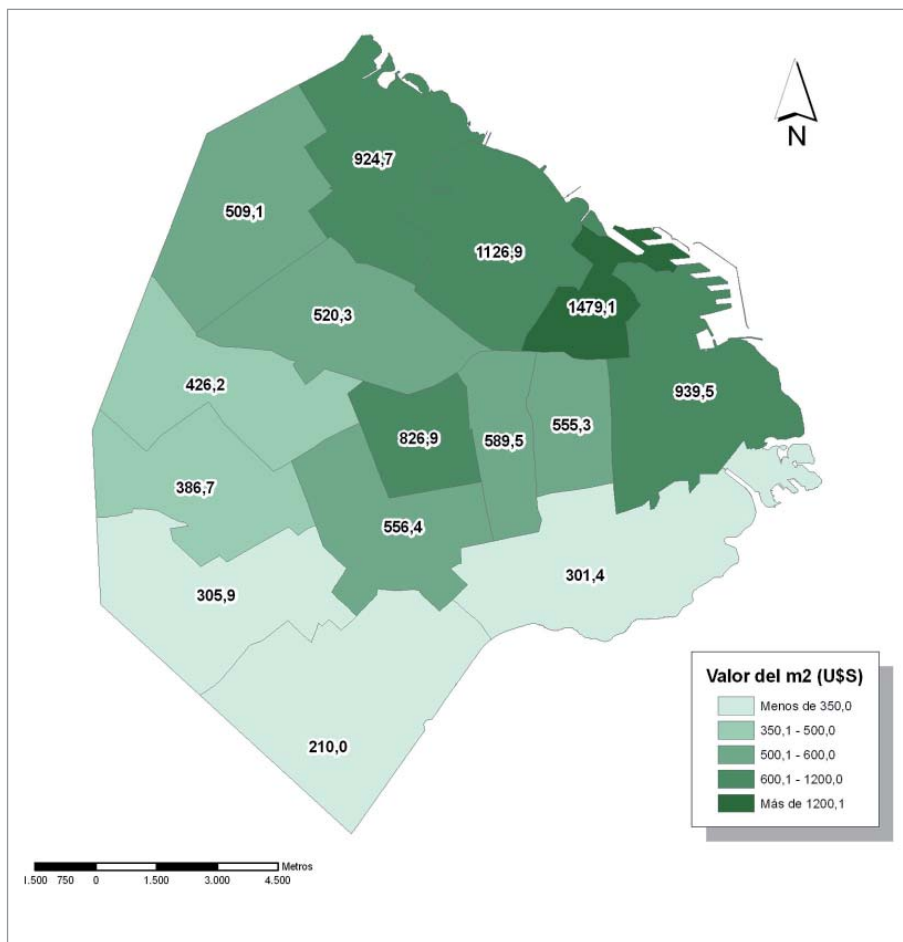 N
924,7
509,1
1126,9
1479,1
520,3
426,2
939,5
826,9
589,5
555,3
386,7
556,4
301,4
305,9
210,0
Valor del m2 (U$S)
Menos de 350,0
350,1 - 500,0
500,1 - 600,0
600,1 - 1200,0
Más de 1200,1
Metros
1.500 750 0 1.500 3.000 4.500